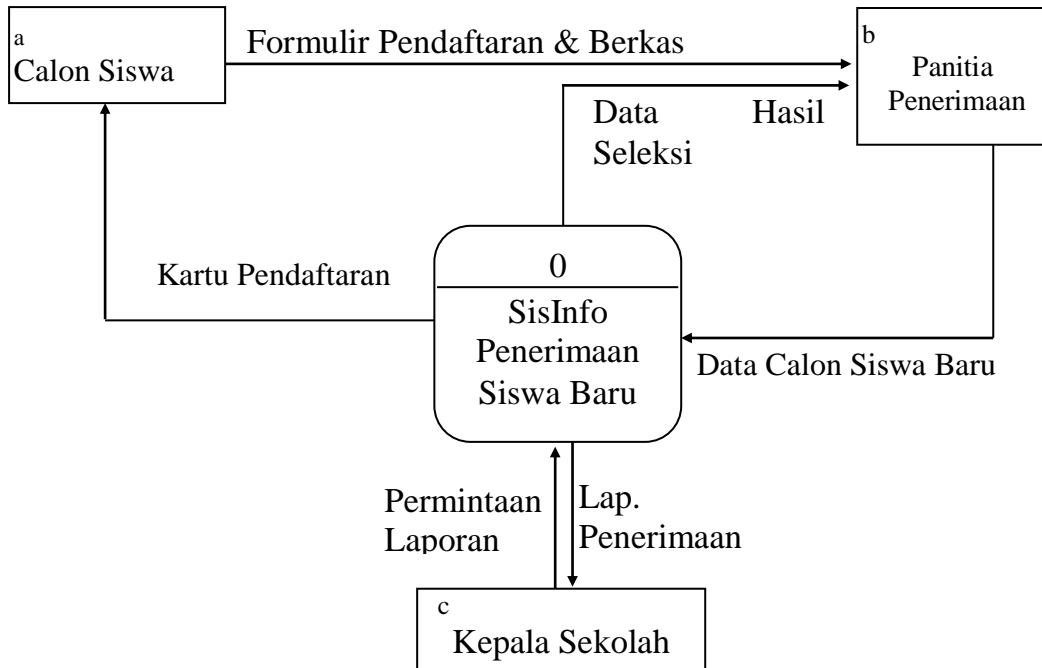 a
Calon Siswa
Formulir Pendaftaran & Berkas
b
Panitia
Penerimaan
Data Hasil
Seleksi
Kartu Pendaftaran
0
SisInfo
Penerimaan
Siswa Baru
Data Calon Siswa Baru
Permintaan
Laporan
Lap.
Penerimaan
c
Kepala Sekolah